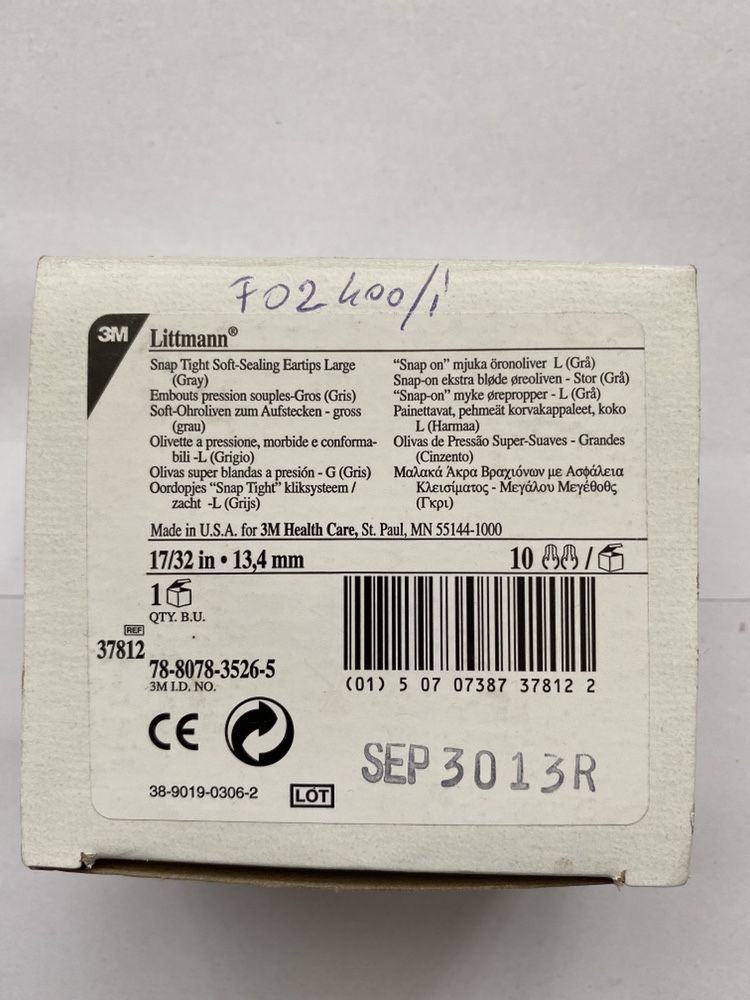 F02400/i
3M
Littmann®
Snap Tight Soft-Sealing Eartips Large
(Gray)
Embouts pression souples-Gros (Gris)
Soft-Ohroliven zum Aufstecken - gross
(grau)
Olivette a pressione, morbide e conforma-
bili -L (Grigio)
Olivas super blandas a presión - G (Gris)
Oordopjes “Snap Tight” kliksysteem /
zacht -L (Grijs)
“Snap on” mjuka öronoliver L (Grå)
Snap-on ekstra bløde øreoliven - Stor (Grå)
“Snap-on” myke ørepropper - L (Grå)
Painettavat, pehmeät korvakappaleet, koko
L (Harmaa)
Olivas de Pressão Super-Suaves - Grandes
(Cinzento)
Μαλακά Άκρα Βραχιόνων με Ασφάλεια
Κλεισίματος - Μεγάλου Μεγέθοθς
(Γκρι)
Made in U.S.A. for 3M Health Care, St. Paul, MN 55144-1000
17/32 in • 13,4 mm
10 /
1
QTY. B.U.
REF
37812
78-8078-3526-5
3M I.D. NO.
(01) 5 07 07387 37812 2
CE
38-9019-0306-2
LOT
SEP 3013R